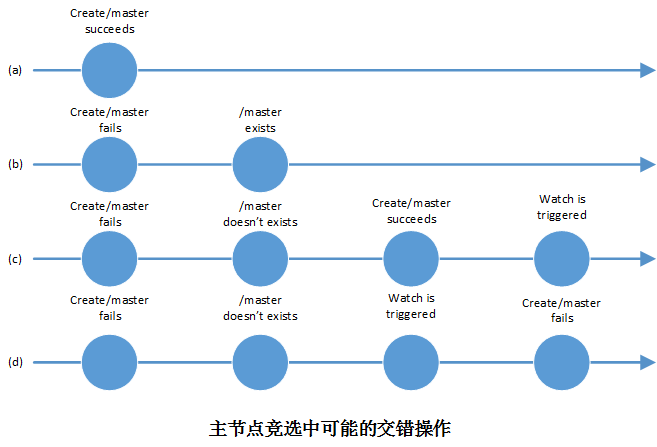 Create/master
succeeds
(a)
Create/master
fails
/master
exists
(b)
Create/master
fails
/master
doesn't exists
Create/master
succeeds
Watch is
triggered
(c)
Create/master
fails
/master
doesn't exists
Watch is
triggered
Create/master
fails
(d)
主节点竞选中可能的交错操作